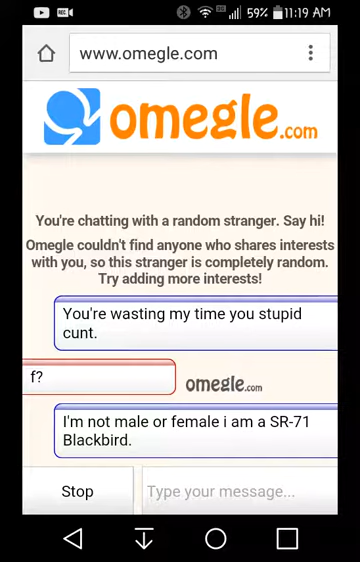 REC 59% 11:19 AM
www.omegle.com
omegle.com
You're chatting with a random stranger. Say hi!
Omegle couldn't find anyone who shares interests
with you, so this stranger is completely random.
Try adding more interests!
You're wasting my time you stupid
cunt.
f?
omegle.com
I'm not male or female i am a SR-71
Blackbird.
Stop Type your message...